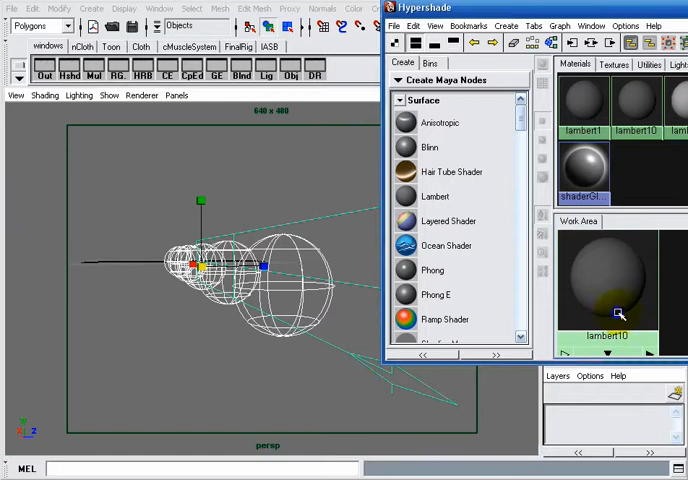 File Edit Modify Create Display Window Assets Select Mesh Edit
Polygons
Objects
windows nCloth Toon Cloth cMuscleSystem FinalRig IASB
Out Hshd Mul RG. HRB CE CpEd GE Blnd Lig Obj DR
View Shading Lighting Show Renderer Panels
640 x 480
persp
MEL
Hypershade
File Edit View Bookmarks Create Tabs Graph Window Options Help
Create Bins
Create Maya Nodes
Surface
Anisotropic
Blinn
Hair Tube Shader
Lambert
Layered Shader
Ocean Shader
Phong
Phong E
Ramp Shader
<< >>
Materials Textures Utilities Light
lambert1 lambert10 lamb
shaderGl...
Work Area
lambert10
Layers Options Help
<< >>